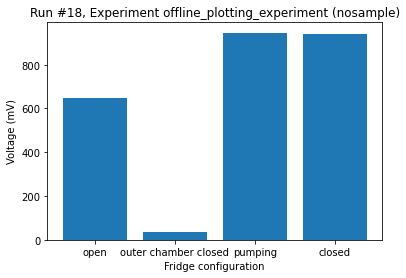 Run #18, Experiment offline_plotting_experiment (nosample)
Voltage (mV)
800
600
400
200
0
open outer chamber closed pumping closed
Fridge configuration